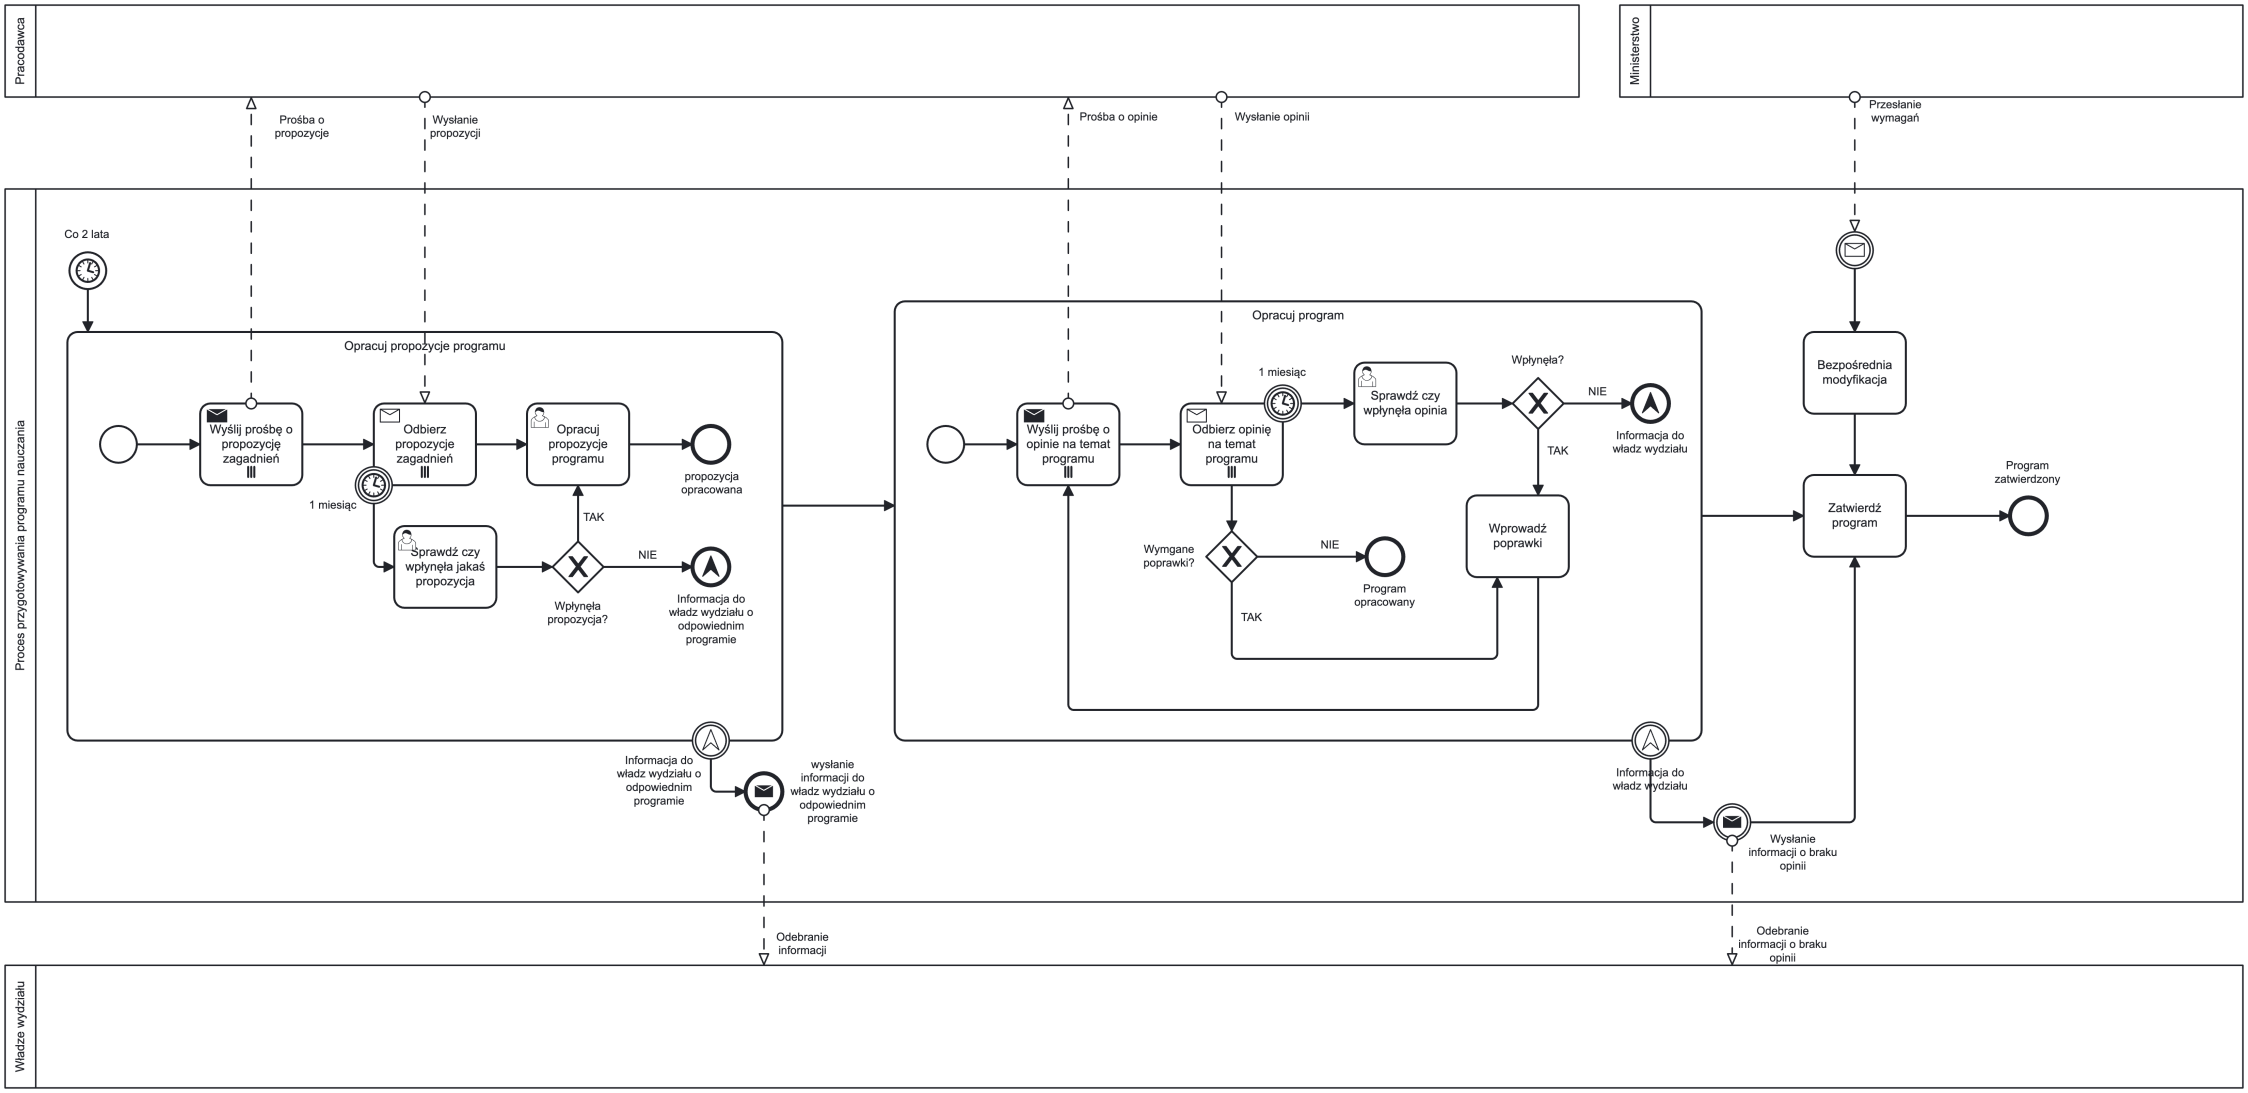 Pracodawca
Ministerstwo
Prośba o
propozycje
Wysłanie
propozycji
Prośba o opinie
Wysłanie opinii
Przesłanie
wymagań
Proces przygotowywania programu nauczania
Co 2 lata
Opracuj propozycje programu
Wyślij prośbę o
propozycję
zagadnień
Odbierz
propozycje
zagadnień
Opracuj
propozycje
programu
propozycja
opracowana
1 miesiąc
Sprawdź czy
wpłynęła jakaś
propozycja
TAK
NIE
Wpłynęła
propozycja?
Informacja do
władz wydziału o
odpowiednim
programie
Informacja do
władz wydziału o
odpowiednim
programie
wysłanie
informacji do
władz wydziału o
odpowiednim
programie
Opracuj program
Wyślij prośbę o
opinie na temat
programu
Odbierz opinię
na temat
programu
1 miesiąc
Sprawdź czy
wpłynęła opinia
Wpłynęła?
NIE
Informacja do
władz wydziału
TAK
Wprowadź
poprawki
Wymgane
poprawki?
NIE
Program
opracowany
TAK
Informacja do
władz wydziału
Wysłanie
informacji o braku
opinii
Bezpośrednia
modyfikacja
Zatwierdź
program
Program
zatwierdzony
Odebranie
informacji
Odebranie
informacji o braku
opinii
Władze wydziału